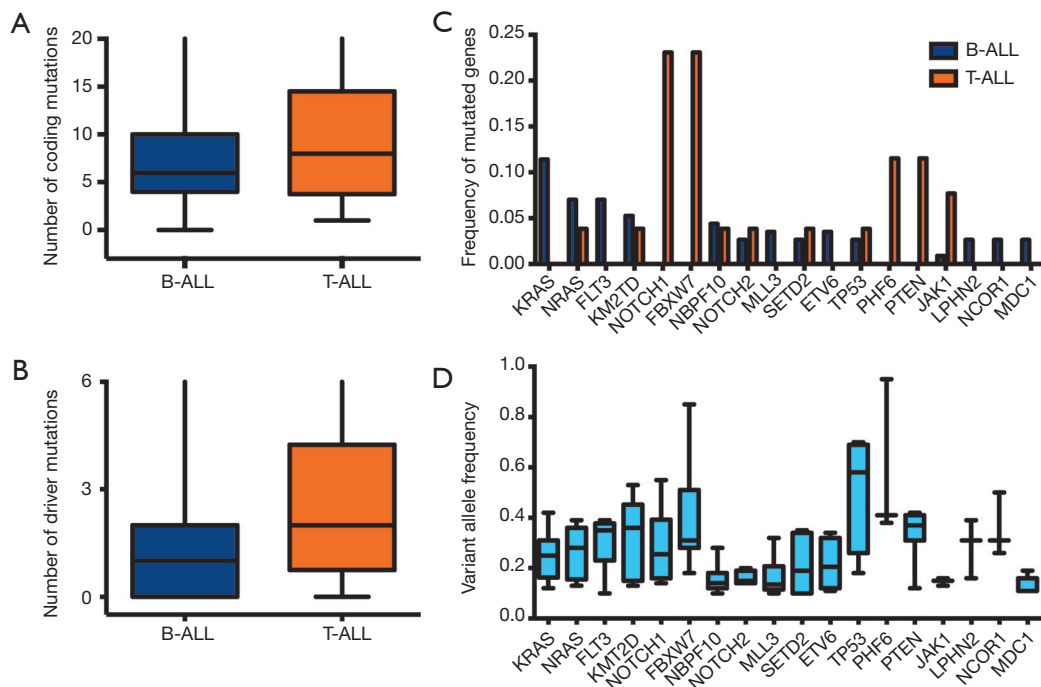 A
Number of coding mutations
20
15
10
5
0
B-ALL
T-ALL
B
Number of driver mutations
6
3
0
B-ALL
T-ALL
C
Frequency of mutated genes
0.25
0.20
0.15
0.10
0.05
0.00
B-ALL
T-ALL
KRAS
NRAS
FLT3
KM2TD
NOTCH1
FBXW7
NBPF10
NOTCH2
MLL3
SETD2
ETV6
TP53
PHF6
PTEN
JAK1
LPHN2
NCOR1
MDC1
D
Variant allele frequency
1.0
0.8
0.6
0.4
0.2
0.0
KRAS
NRAS
FLT3
KMT2D
NOTCH1
FBXW7
NBPF10
NOTCH2
MLL3
SETD2
ETV6
TP53
PHF6
PTEN
JAK1
LPHN2
NCOR1
MDC1